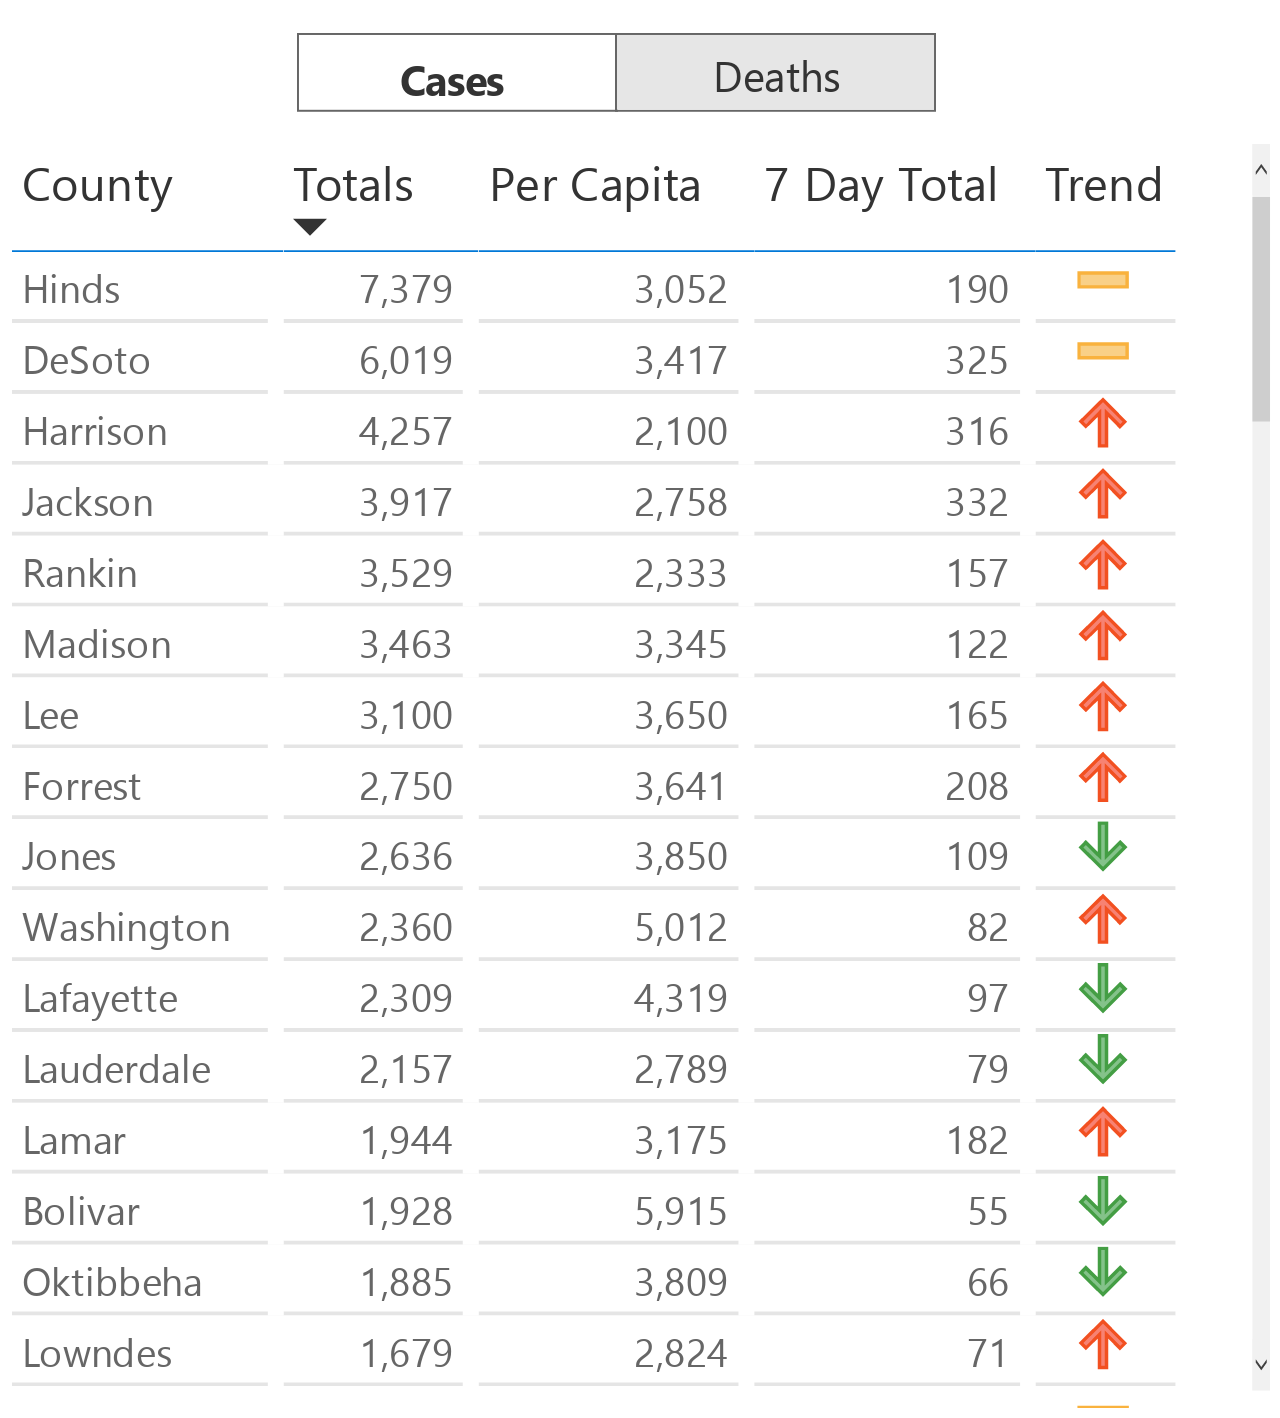 Cases Deaths
County Totals Per Capita 7 Day Total Trend
Hinds 7,379 3,052 190
DeSoto 6,019 3,417 325
Harrison 4,257 2,100 316
Jackson 3,917 2,758 332
Rankin 3,529 2,333 157
Madison 3,463 3,345 122
Lee 3,100 3,650 165
Forrest 2,750 3,641 208
Jones 2,636 3,850 109
Washington 2,360 5,012 82
Lafayette 2,309 4,319 97
Lauderdale 2,157 2,789 79
Lamar 1,944 3,175 182
Bolivar 1,928 5,915 55
Oktibbeha 1,885 3,809 66
Lowndes 1,679 2,824 71